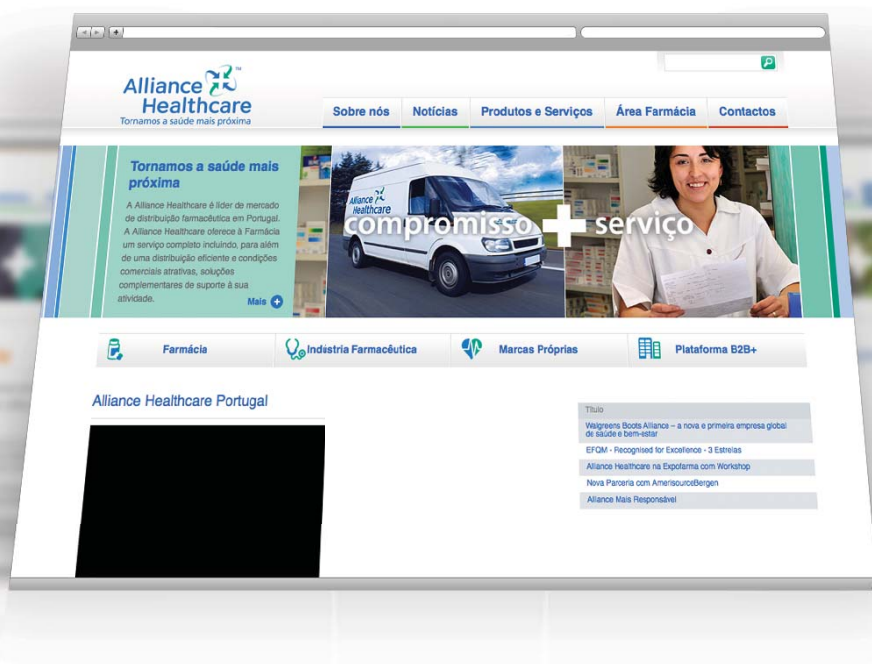 Alliance
Healthcare
Tornamos a saúde mais próxima
Sobre nós
Notícias
Produtos e Serviços
Área Farmácia
Contactos
Tornamos a saúde mais
próxima
A Alliance Healthcare é líder de mercado
de distribuição farmacêutica em Portugal.
A Alliance Healthcare oferece à Farmácia
um serviço completo incluindo, para além
de uma distribuição eficiente e condições
comerciais atrativas, soluções
complementares de suporte à sua
atividade.
Mais
Alliance
Healthcare
compromisso + serviço
Farmácia
Indústria Farmacêutica
Marcas Próprias
Plataforma B2B+
Alliance Healthcare Portugal
Título
Walgreens Boots Alliance – a nova e primeira empresa global
de saúde e bem-estar
EFQM - Recognised for Excellence - 3 Estrelas
Alliance Healthcare na Expofarma com Workshop
Nova Parceria com AmerisourceBergen
Alliance Mais Responsável